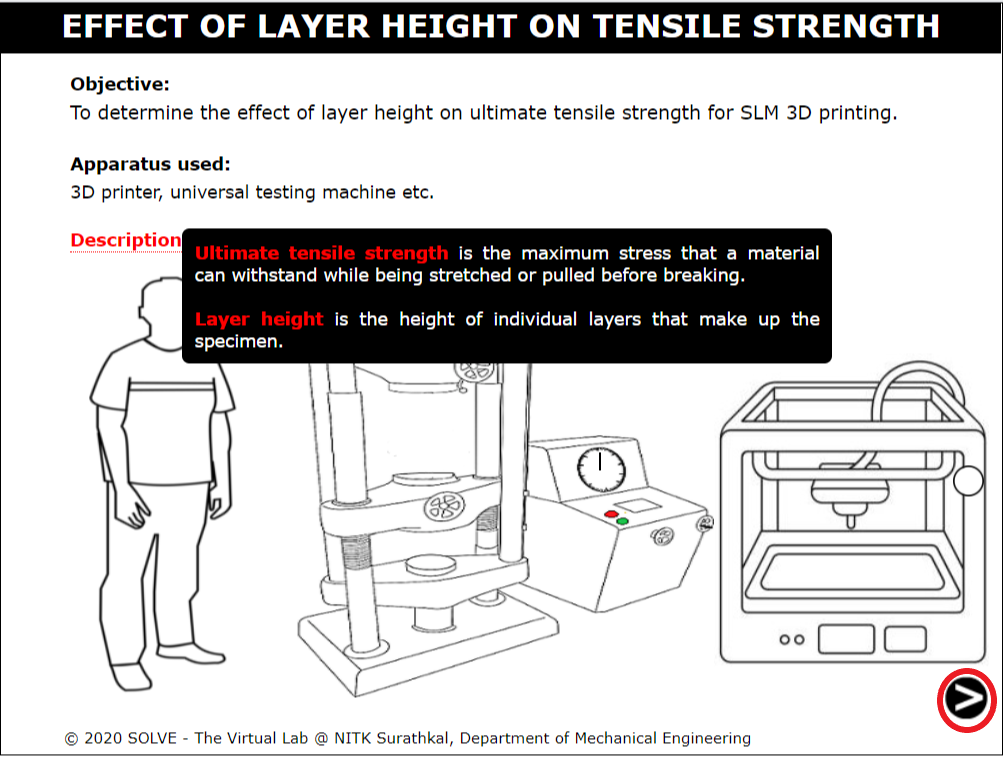 EFFECT OF LAYER HEIGHT ON TENSILE STRENGTH
Objective:
To determine the effect of layer height on ultimate tensile strength for SLM 3D printing.
Apparatus used:
3D printer, universal testing machine etc.
Description
Ultimate tensile strength is the maximum stress that a material
can withstand while being stretched or pulled before breaking.
Layer height is the height of individual layers that make up the
specimen.
© 2020 SOLVE - The Virtual Lab @ NITK Surathkal, Department of Mechanical Engineering